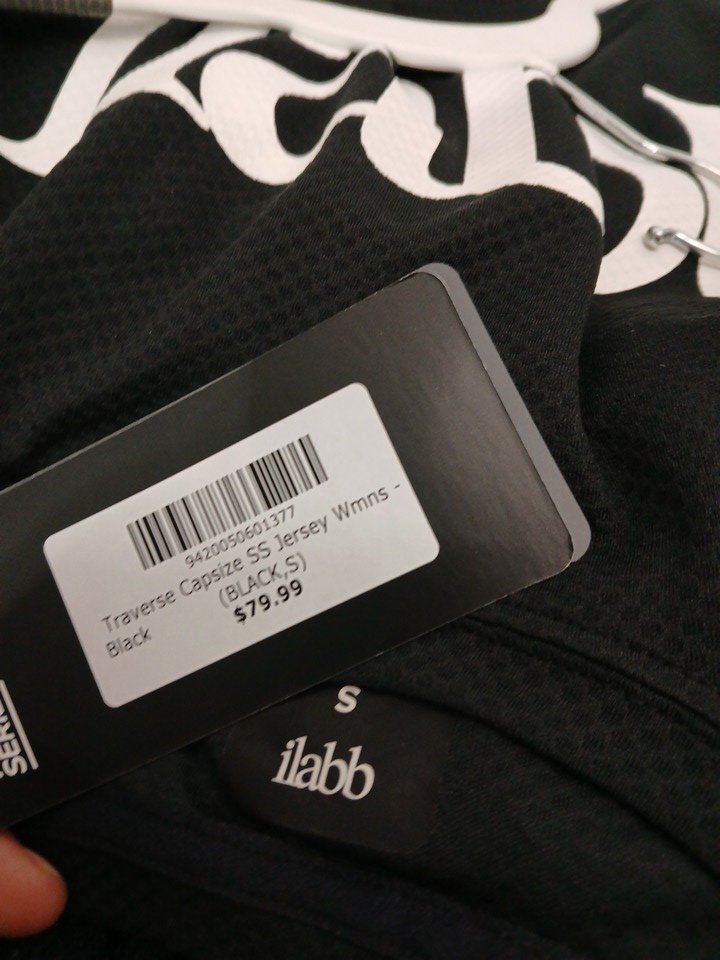 9420050601377
Traverse Capsize SS Jersey Wmns -
Black
(BLACK,S)
$79.99
S
ilabb